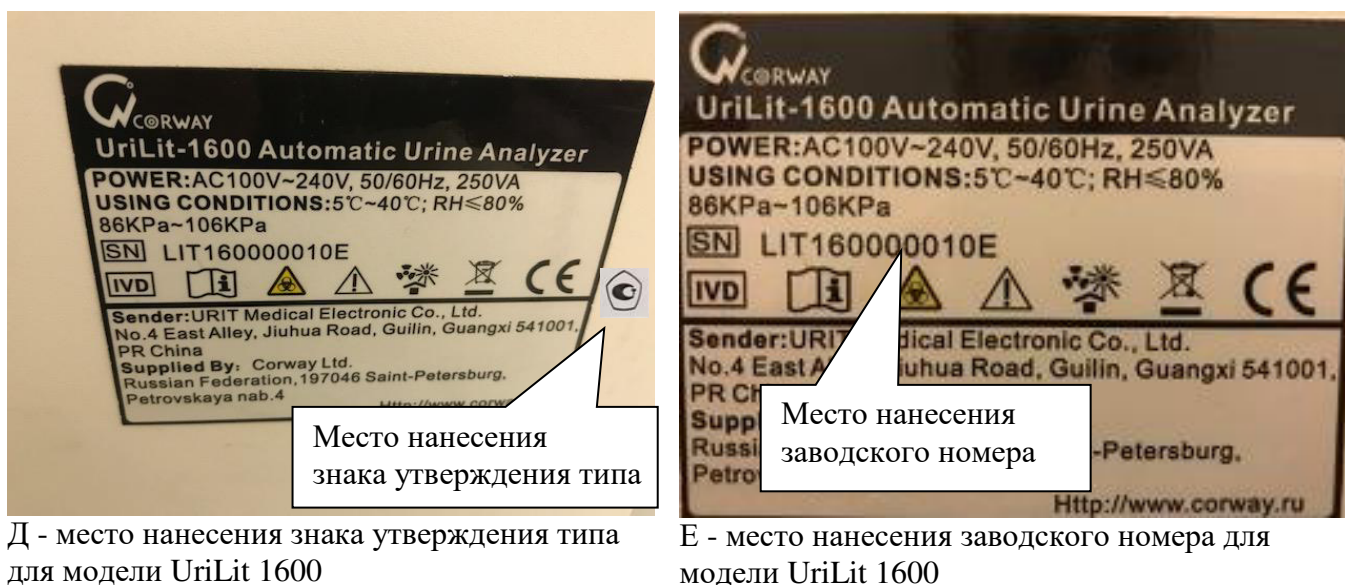 CORWAY
UriLit-1600 Automatic Urine Analyzer
POWER:AC100V~240V, 50/60Hz, 250VA
USING CONDITIONS:5℃~40℃; RH≤80%
86KPa~106KPa
SN LIT160000010E
IVD CE
Sender:URIT Medical Electronic Co., Ltd.
No.4 East Alley, Jiuhua Road, Guilin, Guangxi 541001,
PR China
Supplied By: Corway Ltd.
Russian Federation,197046 Saint-Petersburg,
Petrovskaya nab.4
Место нанесения
знака утверждения типа
Д - место нанесения знака утверждения типа
для модели UriLit 1600
CORWAY
UriLit-1600 Automatic Urine Analyzer
POWER:AC100V~240V, 50/60Hz, 250VA
USING CONDITIONS:5℃~40℃; RH≤80%
86KPa~106KPa
SN LIT160000010E
IVD CE
Sender:URIT Medical Electronic Co., Ltd.
No.4 East Jiuhua Road, Guilin, Guangxi 541001,
PR
-Petersburg,
Http://www.corway.ru
Место нанесения
заводского номера
Е - место нанесения заводского номера для
модели UriLit 1600